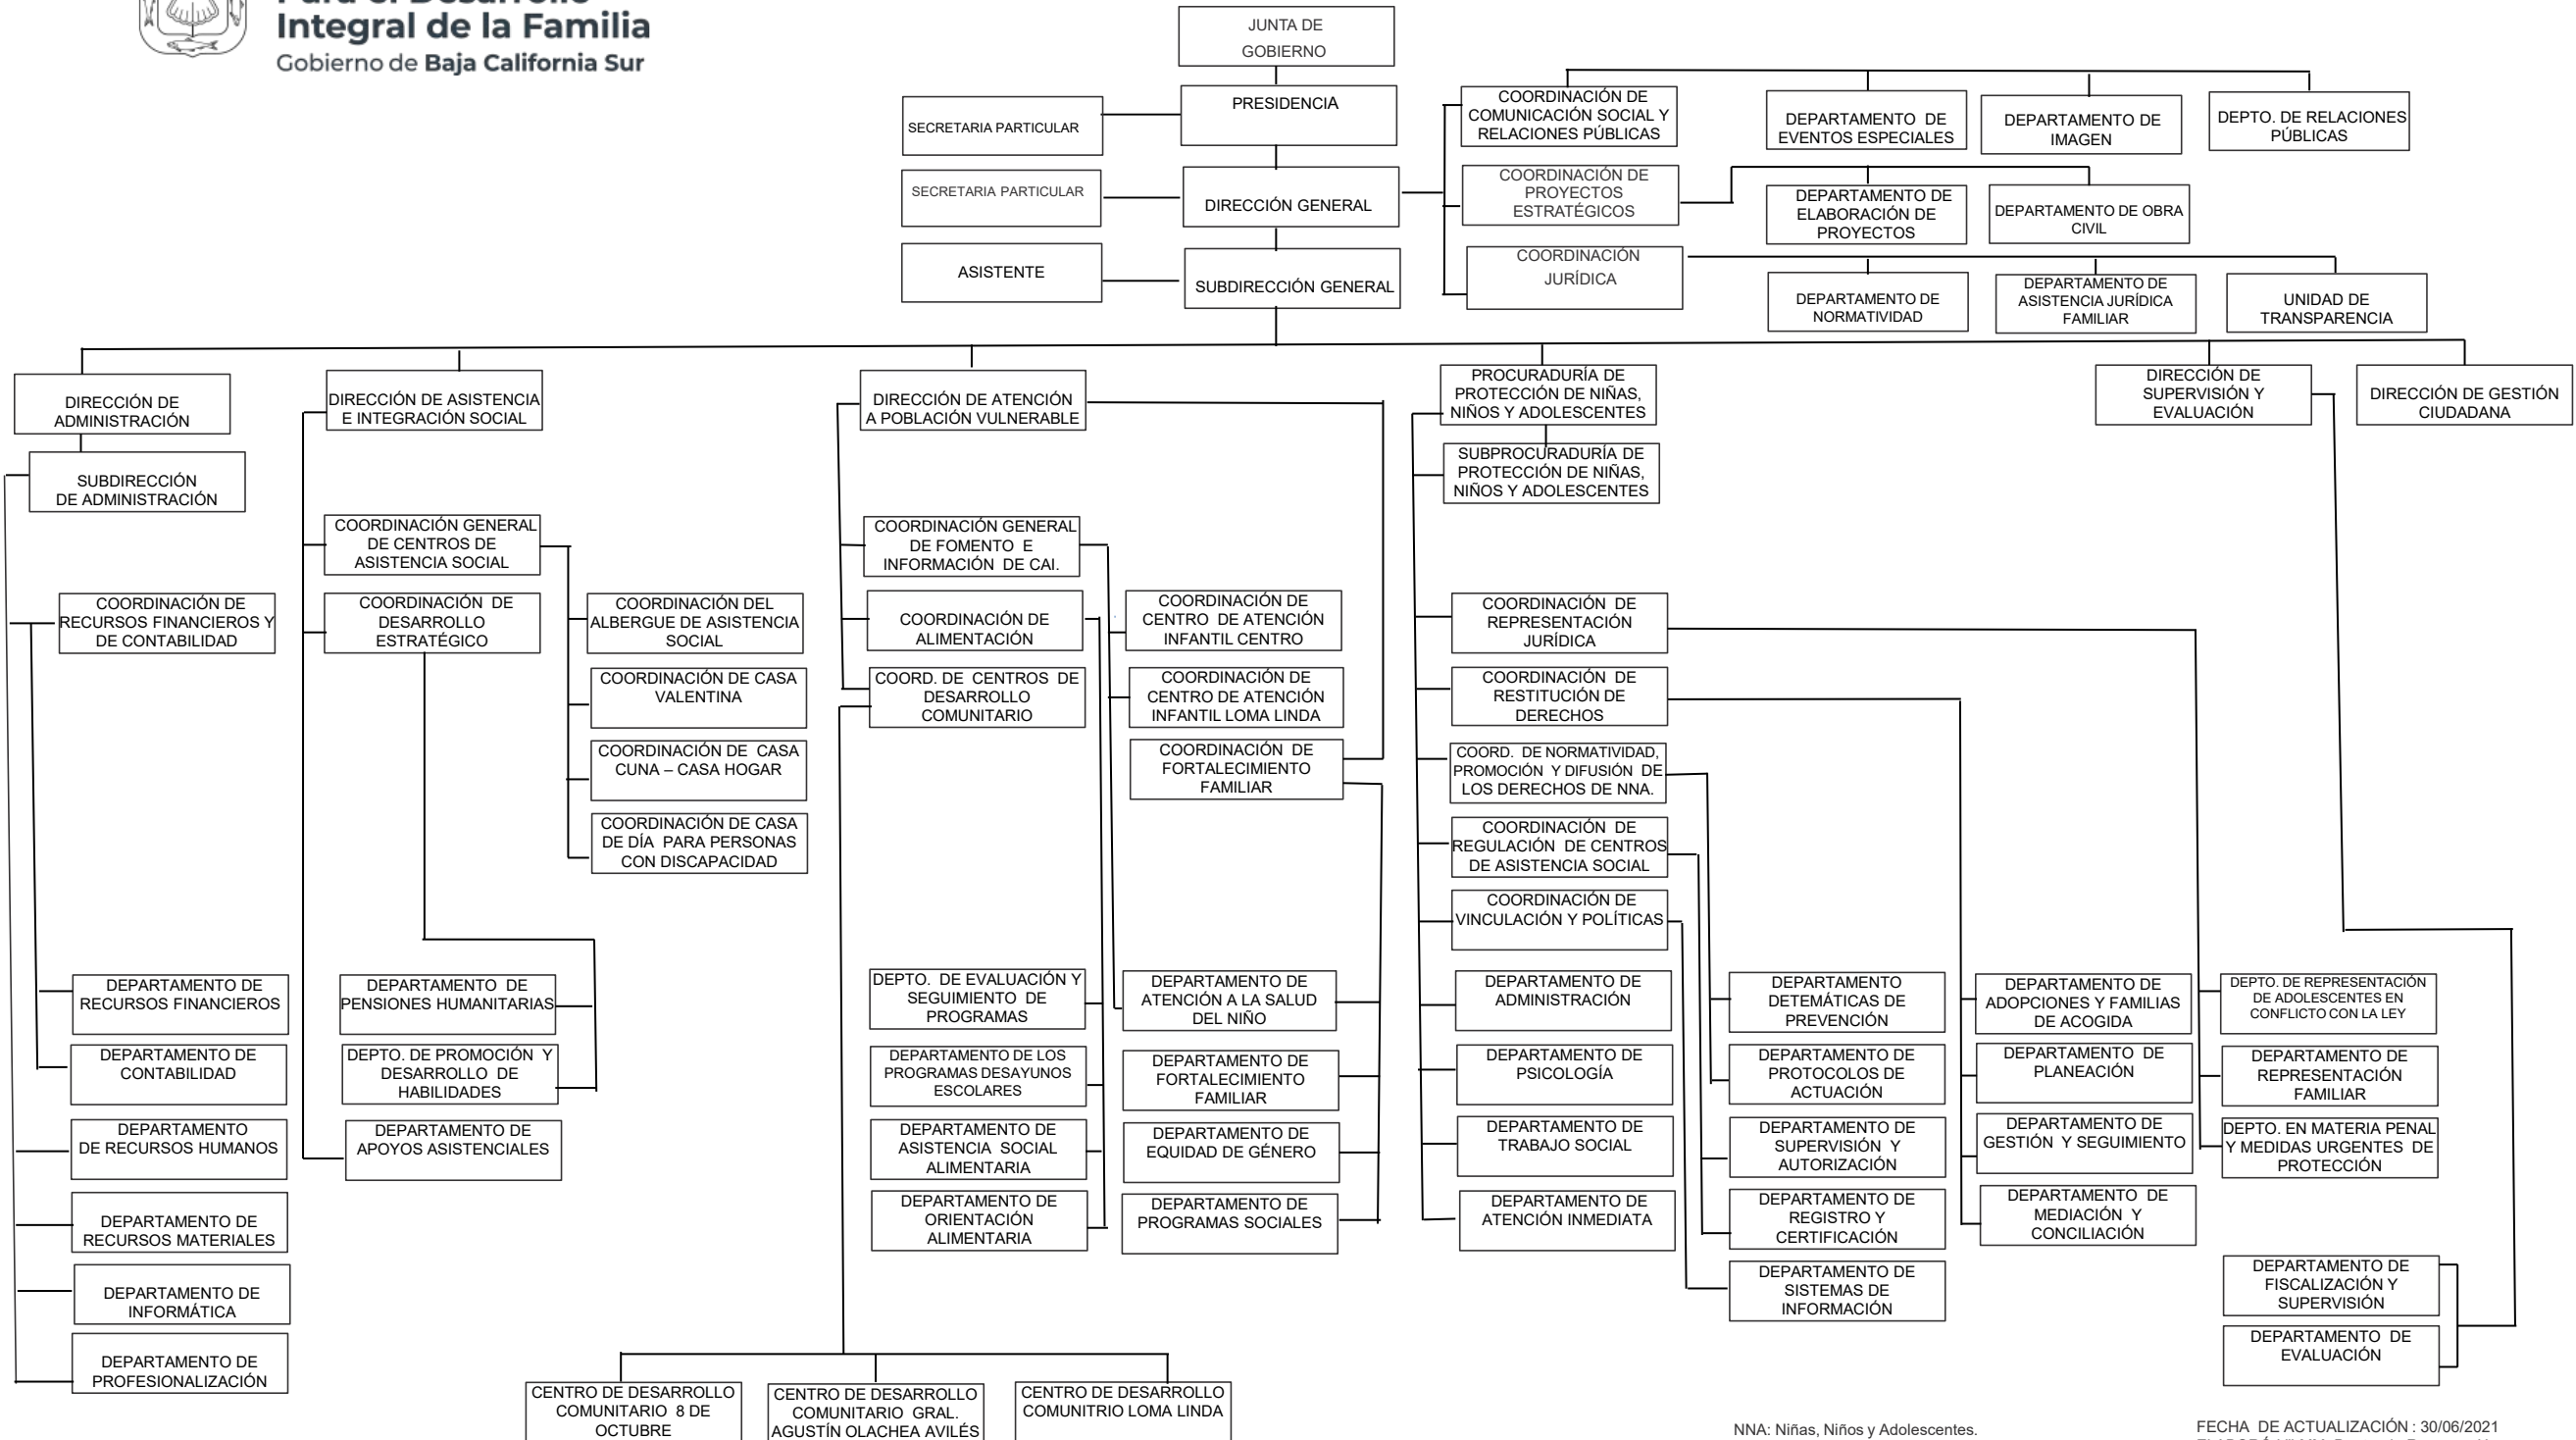 Integral de la Familia
Gobierno de Baja California Sur
JUNTA DE
GOBIERNO
PRESIDENCIA
SECRETARIA PARTICULAR
COORDINACIÓN DE
COMUNICACIÓN SOCIAL Y
RELACIONES PÚBLICAS
DEPARTAMENTO DE
EVENTOS ESPECIALES
DEPARTAMENTO DE
IMAGEN
DEPTO. DE RELACIONES
PÚBLICAS
SECRETARIA PARTICULAR
DIRECCIÓN GENERAL
COORDINACIÓN DE
PROYECTOS
ESTRATÉGICOS
DEPARTAMENTO DE
ELABORACIÓN DE
PROYECTOS
DEPARTAMENTO DE OBRA
CIVIL
ASISTENTE
SUBDIRECCIÓN GENERAL
COORDINACIÓN
JURÍDICA
DEPARTAMENTO DE
NORMATIVIDAD
DEPARTAMENTO DE
ASISTENCIA JURÍDICA
FAMILIAR
UNIDAD DE
TRANSPARENCIA
DIRECCIÓN DE
ADMINISTRACIÓN
DIRECCIÓN DE ASISTENCIA
E INTEGRACIÓN SOCIAL
DIRECCIÓN DE ATENCIÓN
A POBLACIÓN VULNERABLE
PROCURADURÍA DE
PROTECCIÓN DE NIÑAS,
NIÑOS Y ADOLESCENTES
DIRECCIÓN DE
SUPERVISIÓN Y
EVALUACIÓN
DIRECCIÓN DE GESTIÓN
CIUDADANA
SUBDIRECCIÓN
DE ADMINISTRACIÓN
SUBPROCURADURÍA DE
PROTECCIÓN DE NIÑAS,
NIÑOS Y ADOLESCENTES
COORDINACIÓN GENERAL
DE CENTROS DE
ASISTENCIA SOCIAL
COORDINACIÓN GENERAL
DE FOMENTO E
INFORMACIÓN DE CAI.
COORDINACIÓN DE
RECURSOS FINANCIEROS Y
DE CONTABILIDAD
COORDINACIÓN DE
DESARROLLO
ESTRATÉGICO
COORDINACIÓN DEL
ALBERGUE DE ASISTENCIA
SOCIAL
COORDINACIÓN DE
ALIMENTACIÓN
COORDINACIÓN DE
CENTRO DE ATENCIÓN
INFANTIL CENTRO
COORDINACIÓN DE
REPRESENTACIÓN
JURÍDICA
COORDINACIÓN DE CASA
VALENTINA
COORD. DE CENTROS DE
DESARROLLO
COMUNITARIO
COORDINACIÓN DE
CENTRO DE ATENCIÓN
INFANTIL LOMA LINDA
COORDINACIÓN DE
RESTITUCIÓN DE
DERECHOS
COORDINACIÓN DE CASA
CUNA – CASA HOGAR
COORDINACIÓN DE
FORTALECIMIENTO
FAMILIAR
COORD. DE NORMATIVIDAD,
PROMOCIÓN Y DIFUSIÓN DE
LOS DERECHOS DE NNA.
COORDINACIÓN DE CASA
DE DÍA PARA PERSONAS
CON DISCAPACIDAD
COORDINACIÓN DE
REGULACIÓN DE CENTROS
DE ASISTENCIA SOCIAL
COORDINACIÓN DE
VINCULACIÓN Y POLÍTICAS
DEPARTAMENTO DE
RECURSOS FINANCIEROS
DEPARTAMENTO DE
PENSIONES HUMANITARIAS
DEPTO. DE EVALUACIÓN Y
SEGUIMIENTO DE
PROGRAMAS
DEPARTAMENTO DE
ATENCIÓN A LA SALUD
DEL NIÑO
DEPARTAMENTO DE
ADMINISTRACIÓN
DEPARTAMENTO
DETEMÁTICAS DE
PREVENCIÓN
DEPARTAMENTO DE
ADOPCIONES Y FAMILIAS
DE ACOGIDA
DEPTO. DE REPRESENTACIÓN
DE ADOLESCENTES EN
CONFLICTO CON LA LEY
DEPARTAMENTO DE
CONTABILIDAD
DEPTO. DE PROMOCIÓN Y
DESARROLLO DE
HABILIDADES
DEPARTAMENTO DE LOS
PROGRAMAS DESAYUNOS
ESCOLARES
DEPARTAMENTO DE
FORTALECIMIENTO
FAMILIAR
DEPARTAMENTO DE
PSICOLOGÍA
DEPARTAMENTO DE
PROTOCOLOS DE
ACTUACIÓN
DEPARTAMENTO DE
PLANEACIÓN
DEPARTAMENTO DE
REPRESENTACIÓN
FAMILIAR
DEPARTAMENTO
DE RECURSOS HUMANOS
DEPARTAMENTO DE
APOYOS ASISTENCIALES
DEPARTAMENTO DE
ASISTENCIA SOCIAL
ALIMENTARIA
DEPARTAMENTO DE
EQUIDAD DE GÉNERO
DEPARTAMENTO DE
TRABAJO SOCIAL
DEPARTAMENTO DE
SUPERVISIÓN Y
AUTORIZACIÓN
DEPARTAMENTO DE
GESTIÓN Y SEGUIMIENTO
DEPTO. EN MATERIA PENAL
Y MEDIDAS URGENTES DE
PROTECCIÓN
DEPARTAMENTO DE
RECURSOS MATERIALES
DEPARTAMENTO DE
ORIENTACIÓN
ALIMENTARIA
DEPARTAMENTO DE
PROGRAMAS SOCIALES
DEPARTAMENTO DE
ATENCIÓN INMEDIATA
DEPARTAMENTO DE
REGISTRO Y
CERTIFICACIÓN
DEPARTAMENTO DE
MEDIACIÓN Y
CONCILIACIÓN
DEPARTAMENTO DE
INFORMÁTICA
DEPARTAMENTO DE
SISTEMAS DE
INFORMACIÓN
DEPARTAMENTO DE
FISCALIZACIÓN Y
SUPERVISIÓN
DEPARTAMENTO DE
PROFESIONALIZACIÓN
DEPARTAMENTO DE
EVALUACIÓN
CENTRO DE DESARROLLO
COMUNITARIO 8 DE
OCTUBRE
CENTRO DE DESARROLLO
COMUNITARIO GRAL.
AGUSTÍN OLACHEA AVILÉS
CENTRO DE DESARROLLO
COMUNITRIO LOMA LINDA
NNA: Niñas, Niños y Adolescentes.
FECHA DE ACTUALIZACIÓN : 30/06/2021